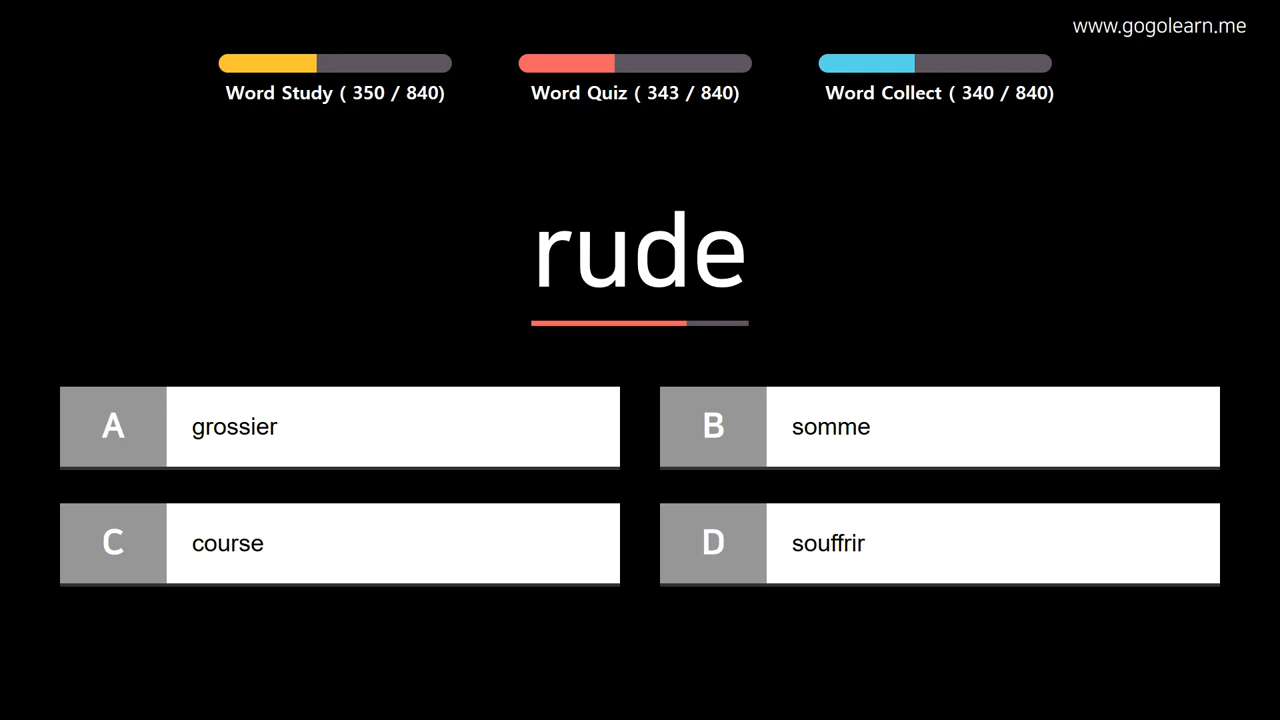 www.gogolearn.me
Word Study ( 350 / 840)
Word Quiz ( 343 / 840)
Word Collect ( 340 / 840)
rude
A grossier
B somme
C course
D souffrir